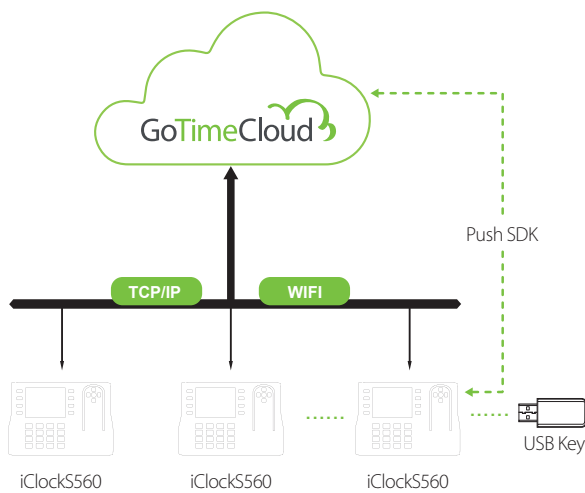 GoTimeCloud
Push SDK
TCP/IP
WIFI
USB Key
iClockS560
iClockS560
iClockS560